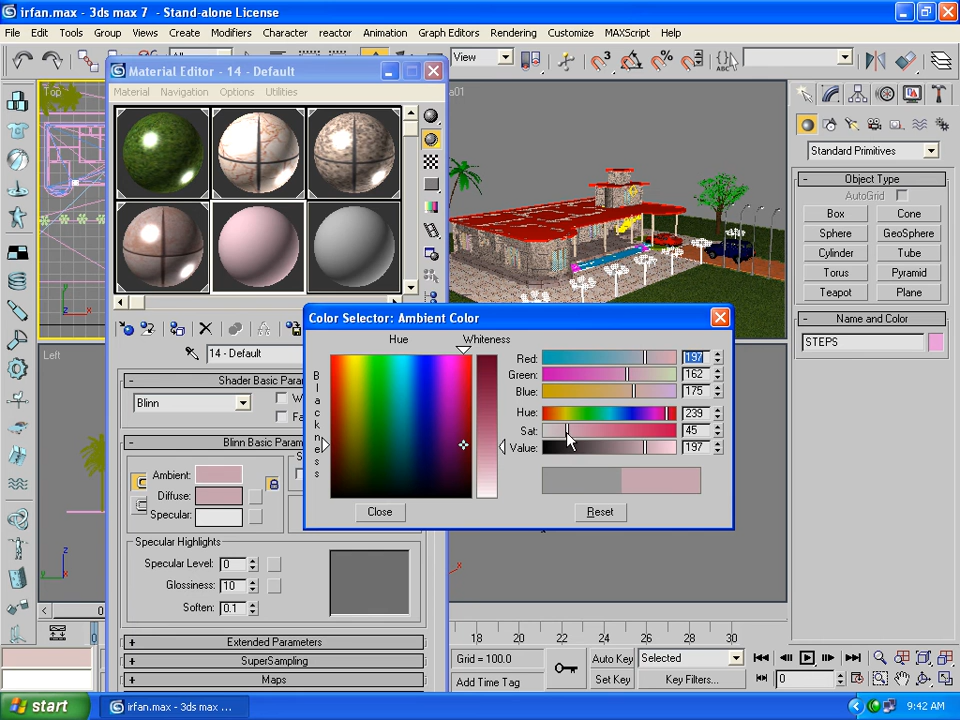 irfan.max - 3ds max 7 - Stand-alone License
File Edit Tools Group Views Create Modifiers Character reactor Animation Graph Editors Rendering Customize MAXScript Help
View
Material Editor - 14 - Default
Material Navigation Options Utilities
Top
Standard Primitives
Object Type
AutoGrid
Box Cone
Sphere GeoSphere
Cylinder Tube
Torus Pyramid
Teapot Plane
Name and Color
STEPS
Color Selector: Ambient Color
Hue Whiteness
Blackness
Red: 197
Green: 162
Blue: 175
Hue: 239
Sat: 45
Value: 197
Close Reset
Left
14 - Default
Shader Basic Para
Blinn
Blinn Basic Param
Ambient:
Diffuse:
Specular:
Specular Highlights
Specular Level: 0
Glossiness: 10
Soften: 0.1
Extended Parameters
SuperSampling
Maps
18 20 22 24 26 28 30
Grid = 100.0
Add Time Tag
Auto Key Selected
Set Key Key Filters...
0
start
irfan.max - 3ds max ...
9:42 AM